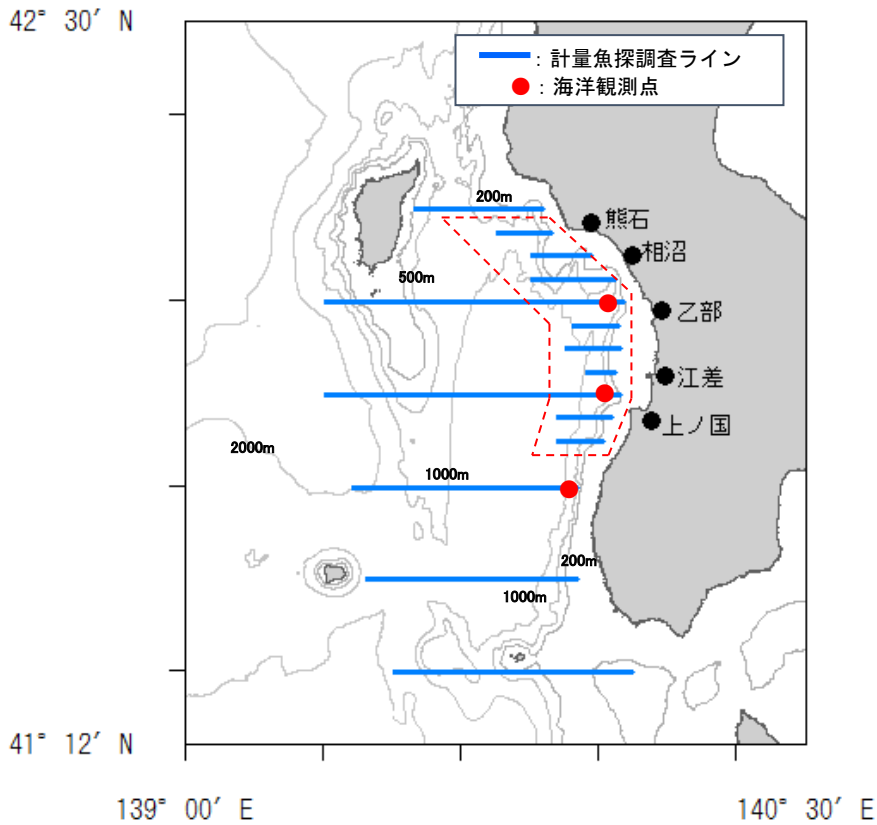 42° 30′ N
: 計量魚探調査ライン
: 海洋観測点
200m
熊石
相沼
500m
乙部
江差
上ノ国
2000m
1000m
200m
1000m
41° 12′ N
139° 00′ E
140° 30′ E